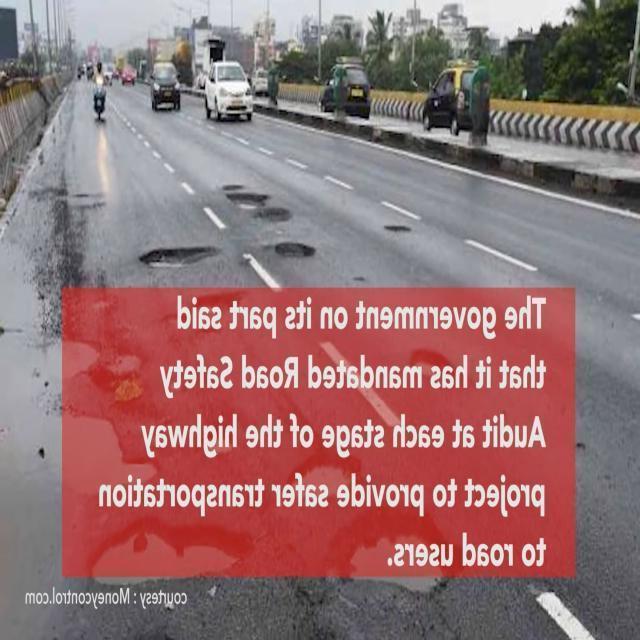 The government on its part said
that it has mandated Road Safety
Audit at each stage of the highway
project to provide safer transportation
to road users.
courtesy : Moneycontrol.com